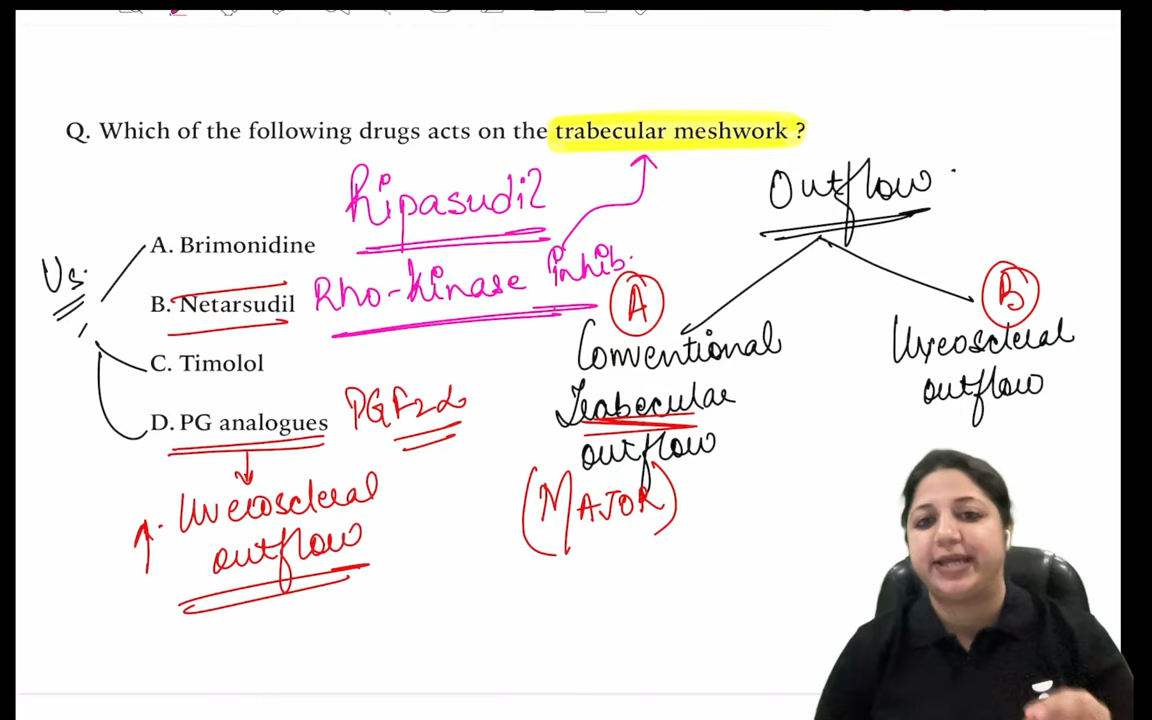 Q. Which of the following drugs acts on the trabecular meshwork ?
Ripasudil
Outflow
A. Brimonidine
Us
B. Netarsudil
Rho-kinase inhib.
A
B
Conventional
Trabecular
outflow
(MAJOR)
Uveoscleral
outflow
C. Timolol
D. PG analogues
PGF2α
↑ Uveoscleral
outflow